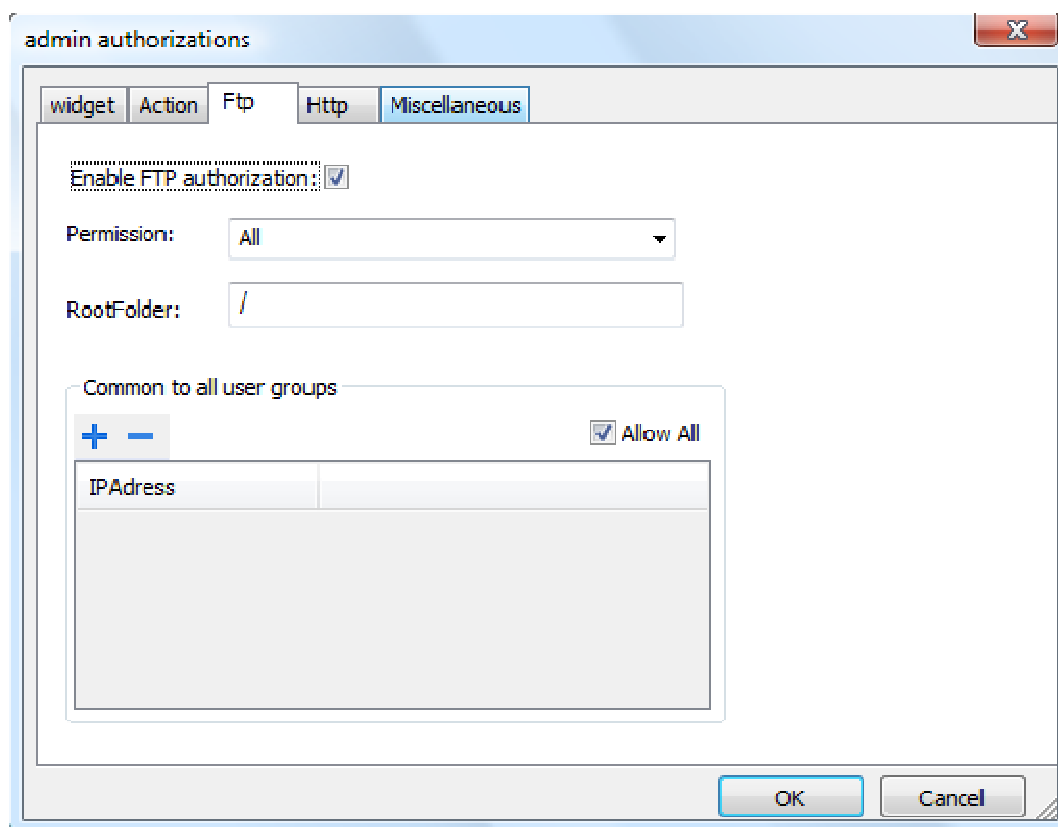 admin authorizations
X
widget Action Ftp Http Miscellaneous
Enable FTP authorization:
Permission: All
RootFolder: /
Common to all user groups
Allow All
IPAdress
OK Cancel